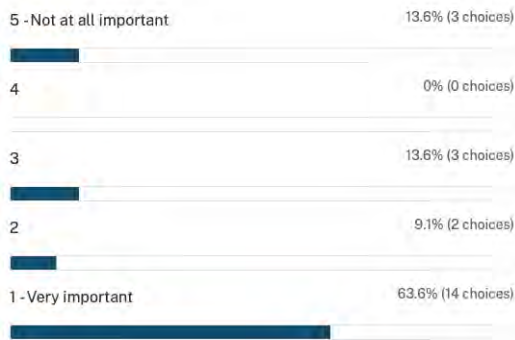 5 - Not at all important 13.6% (3 choices)
4 0% (0 choices)
3 13.6% (3 choices)
2 9.1% (2 choices)
1 - Very important 63.6% (14 choices)